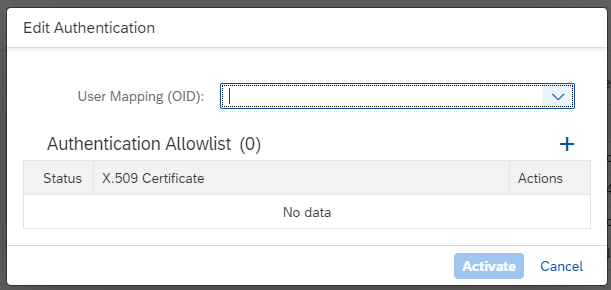 Edit Authentication
User Mapping (OID):
Authentication Allowlist (0)
Status X.509 Certificate Actions
No data
Activate Cancel